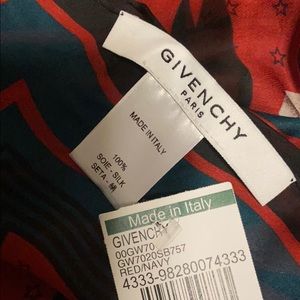 GIVENCHY
PARIS
MADE IN ITALY
100%
SOIE - SILK
SETA -
Made in Italy
GIVENCHY
00GW70
GW7020SB757
RED/NAVY
4333-98280074333